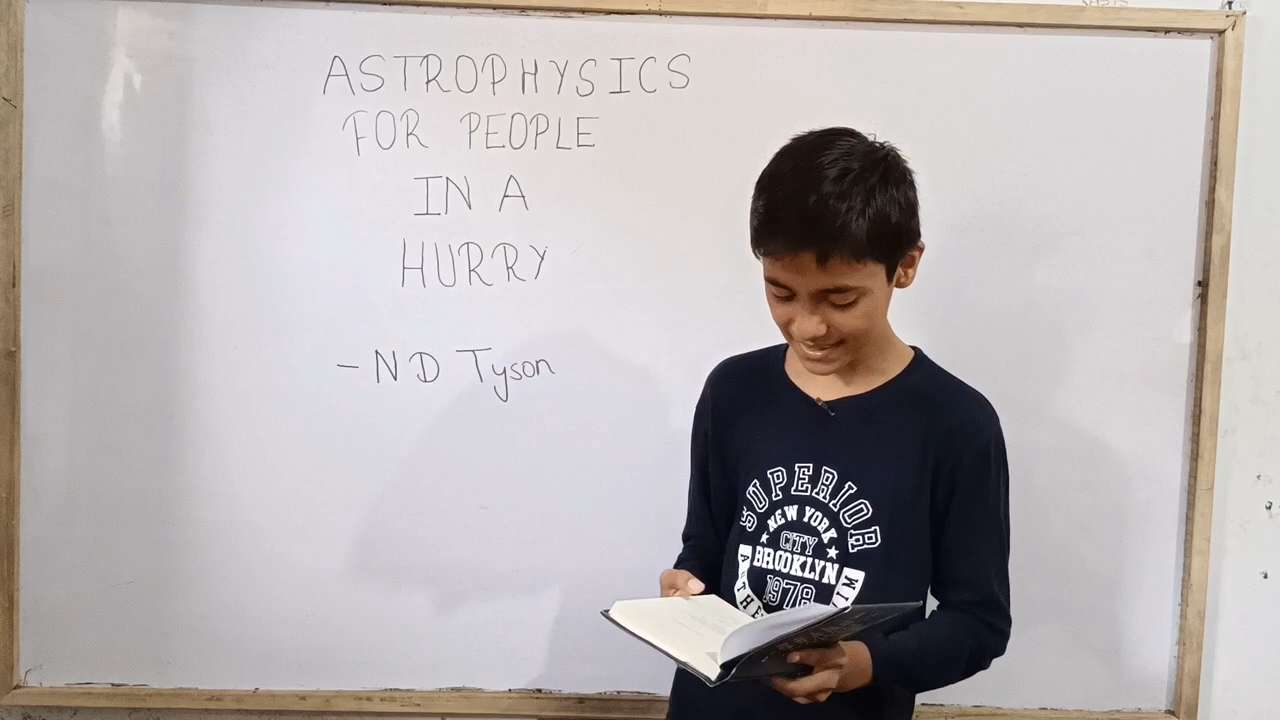 ASTROPHYSICS
FOR PEOPLE
IN A
HURRY
- N D Tyson
SUPERIOR
NEW YORK
CITY
BROOKLYN
1978